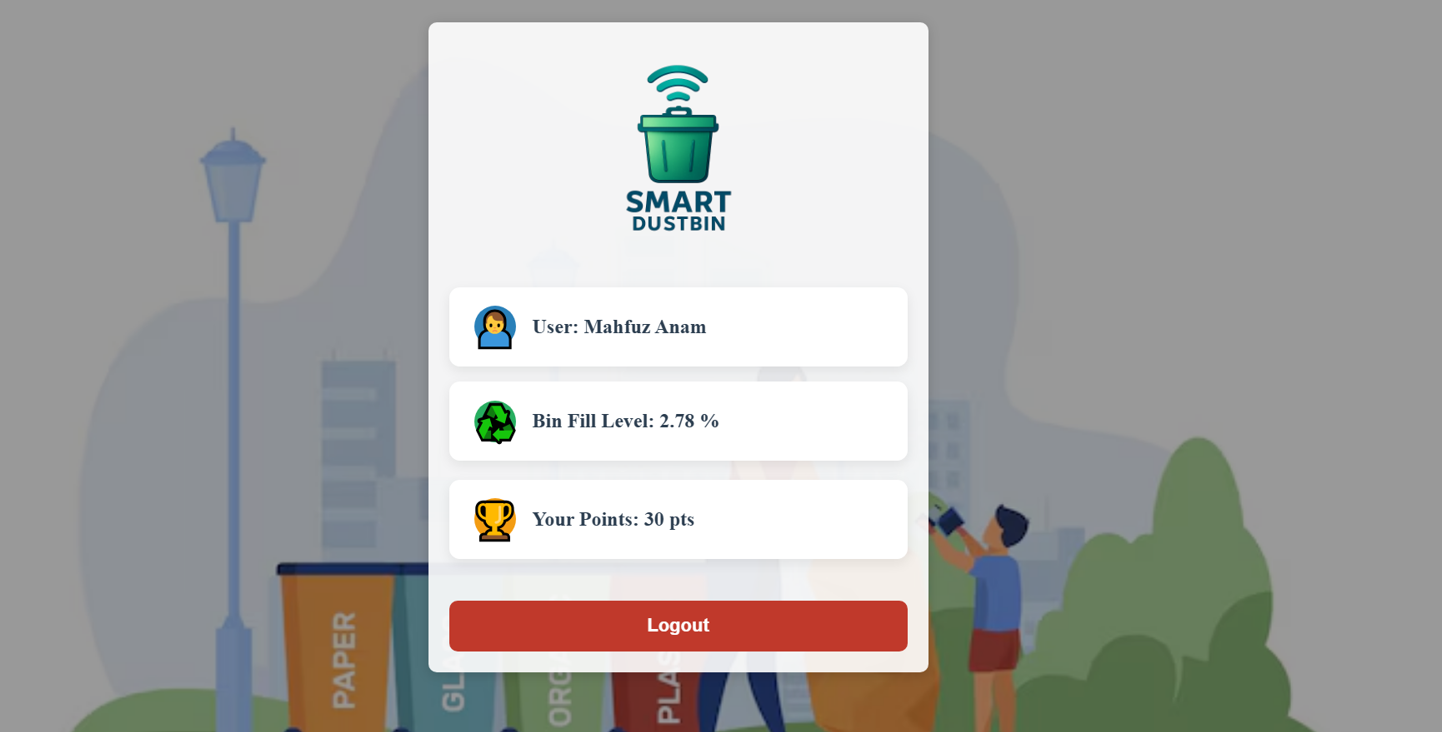 SMART
DUSTBIN
User: Mahfuz Anam
Bin Fill Level: 2.78 %
Your Points: 30 pts
Logout
PAPER